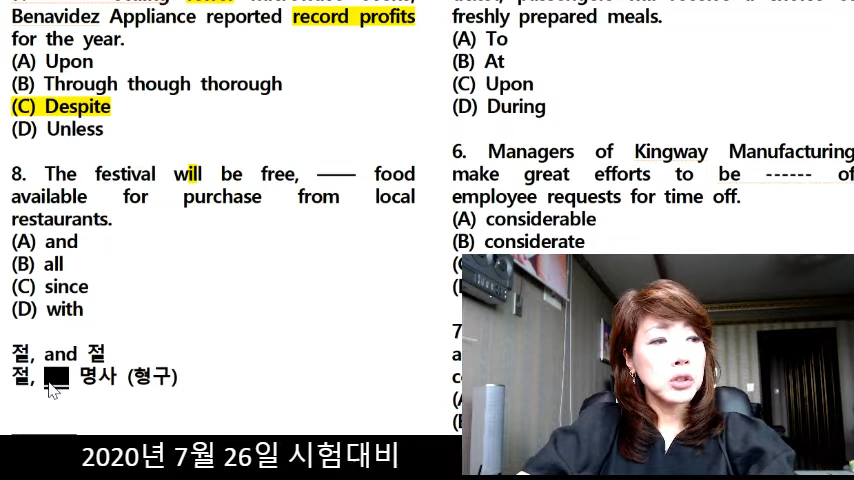 Benavidez Appliance reported record profits
for the year.
(A) Upon
(B) Through though thorough
(C) Despite
(D) Unless
8. The festival will be free, —— food
available for purchase from local
restaurants.
(A) and
(B) all
(C) since
(D) with
절, and 절
절, 명사 (형구)
freshly prepared meals.
(A) To
(B) At
(C) Upon
(D) During
6. Managers of Kingway Manufacturing
make great efforts to be ------ of
employee requests for time off.
(A) considerable
(B) considerate
2020년 7월 26일 시험대비